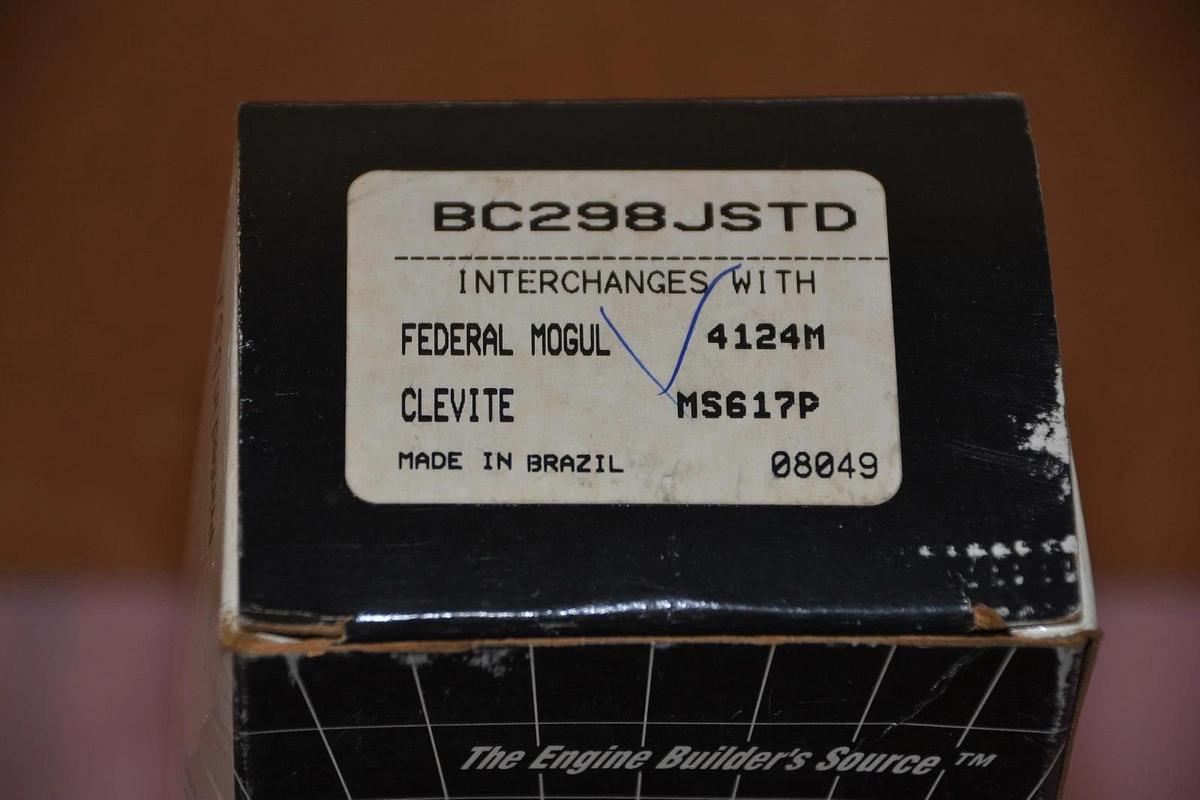 BC298JSTD
INTERCHANGES WITH
FEDERAL MOGUL 4124M
CLEVITE MS617P
MADE IN BRAZIL 08049
The Engine Builder's Source ™